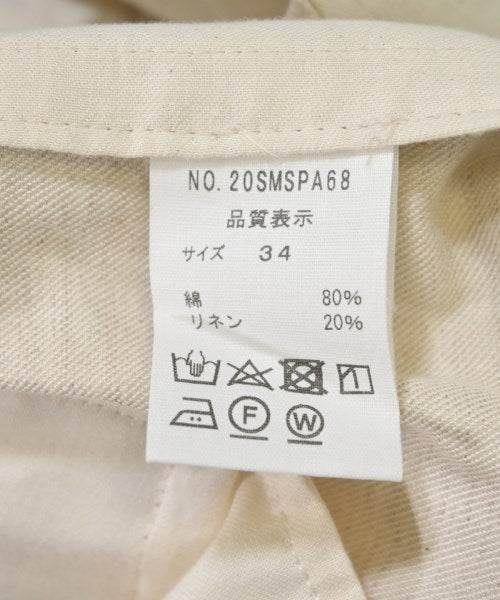 NO. 20SMSPA68
品質表示
サイズ 34
綿 80%
リネン 20%
F W